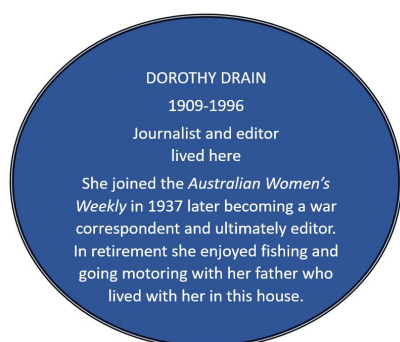 DOROTHY DRAIN
1909-1996
Journalist and editor
lived here
She joined the Australian Women's
Weekly in 1937 later becoming a war
correspondent and ultimately editor.
In retirement she enjoyed fishing and
going motoring with her father who
lived with her in this house.